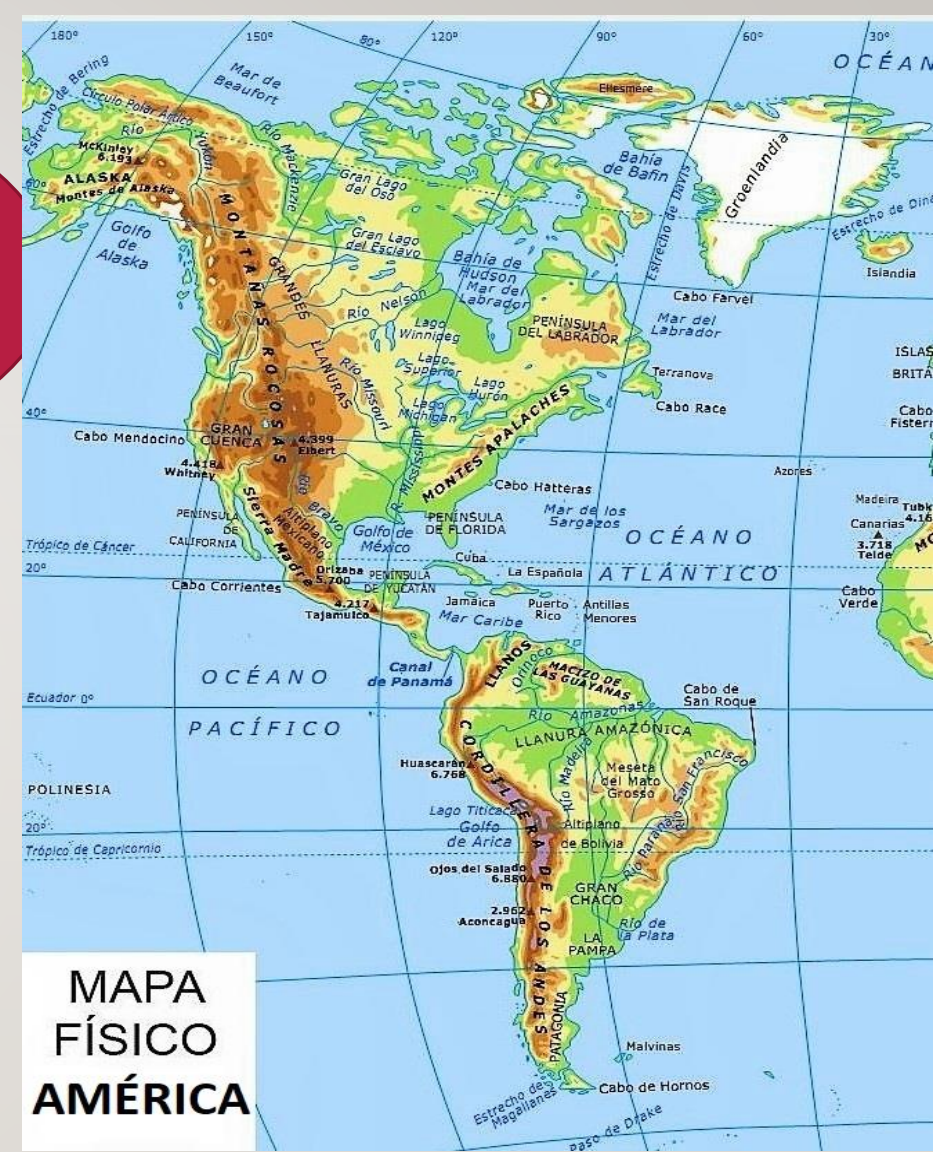 180°
150°
80°
120°
90°
60°
30°
OCÉAN
Estrecho de Bering
Mar de
Beaufort
Círculo Polar Ártico
Ellesmere
Río
Yukón
Río
Mackenzie
McKinley
6.193
60°
ALASKA
Montes de Alaska
Gran Lago
del Oso
Bahía
de Bafin
Estrecho de Davis
Groenlandia
Estrecho de Din
Islandia
Golfo
de
Alaska
Gran Lago
del Esclavo
Bahía de
Hudson
Mar del
Labrador
Cabo Farvel
MONTAÑAS ROCOSAS
GRANDES
LLANURAS
Río Nelson
Lago
Winnipeg
PENÍNSULA
DEL LABRADOR
Mar del
Labrador
ISLAS
BRITA
Lago
Superior
Lago
Hurón
Lago
Michigan
Río Missouri
Terranova
Cabo Race
Cabo
Fisterr
40°
Cabo Mendocino
GRAN
CUENCA
4.399
Elbert
4.418
Whitney
R. Mississippi
MONTES APALACHES
Cabo Hatteras
Azores
Mar de los
Sargazos
Madeira
Tubk
4.16
Canarias
3.718
Teide
PENÍNSULA
DE
CALIFORNIA
Sierra Madre
Altiplano
Mexicano
Río Bravo
Golfo de
México
PENÍNSULA
DE FLORIDA
OCÉANO
ATLÁNTICO
Trópico de Cáncer
20°
Cabo Corrientes
Orizaba
5.700
PENÍNSULA
DE YUCATÁN
Cuba
La Española
Cabo
Verde
4.217
Tajamulco
Jamaica
Puerto
Rico
Antillas
Menores
Mar Caribe
OCÉANO
PACÍFICO
Canal
de Panamá
LLANOS
Orinoco
MACIZO DE
LAS GUAYANAS
Cabo de
San Roque
Ecuador 0°
Río Amazonas
LLANURA AMAZÓNICA
CORDILLERA DE LOS ANDES
Huascarán
6.768
Río Madeira
Meseta
del Mato
Grosso
Río San Francisco
POLINESIA
Lago Titicaca
Golfo
de Arica
Altiplano
de Bolivia
Río Paraná
20°
Trópico de Capricornio
Ojos del Salado
6.880
GRAN
CHACO
2.962
Aconcagua
Río de
la Plata
LA
PAMPA
PATAGONIA
Malvinas
Estrecho de
Magallanes
Cabo de Hornos
Paso de Drake
MAPA
FÍSICO
AMÉRICA